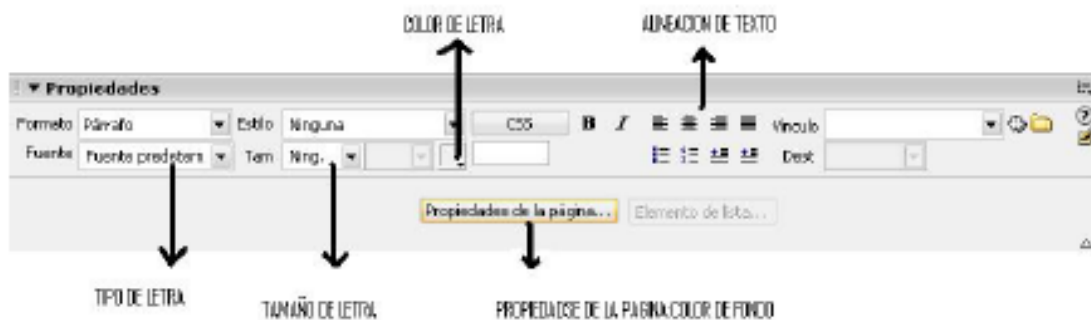 COLOR DE LETRA ALINEACION DE TEXTO
Propiedades
Formato Párrafo Estilo Ninguna CSS B I Vínculo
Fuente Fuente predetern Tam Ning. Dest
Propiedades de la página... Elemento de lista...
TIPO DE LETRA TAMAÑO DE LETRA PROPIEDADSE DE LA PAGINA:COLOR DE FONDO